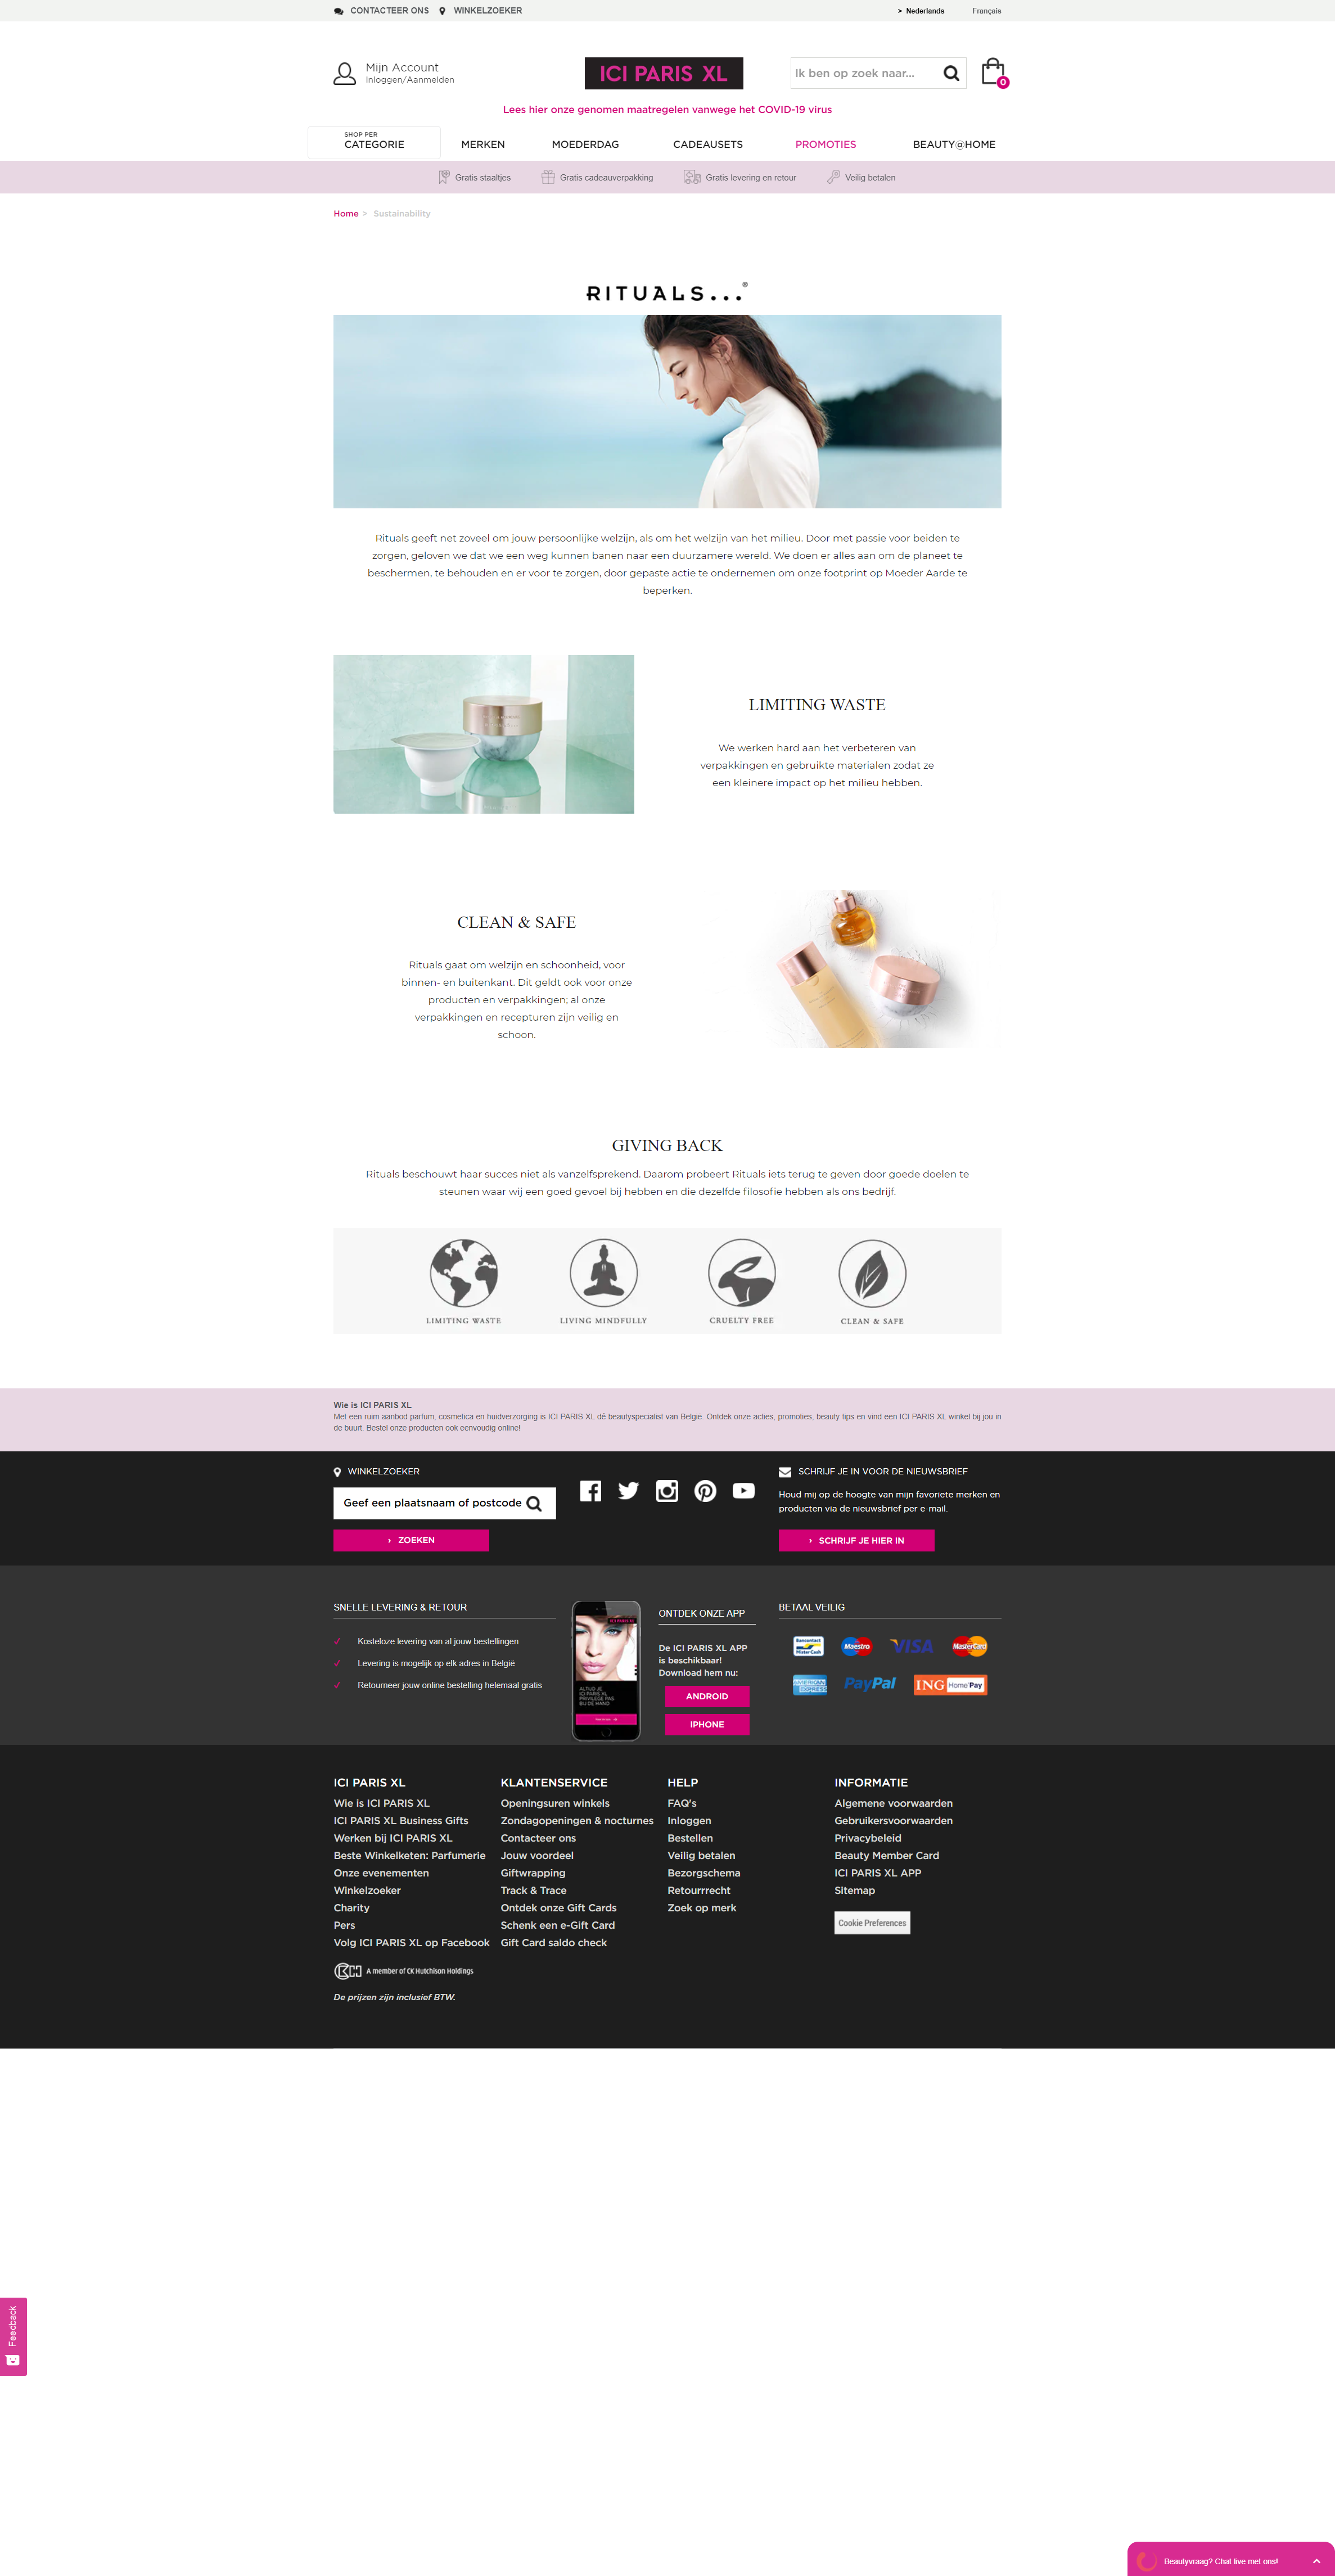 CONTACTEER ONS
WINKELZOEKER
> Nederlands
Français
Mijn Account
Inloggen/Aanmelden
ICI PARIS XL
Ik ben op zoek naar...
0
Lees hier onze genomen maatregelen vanwege het COVID-19 virus
SHOP PER
CATEGORIE
MERKEN
MOEDERDAG
CADEAUSETS
PROMOTIES
BEAUTY@HOME
Gratis staaltjes
Gratis cadeauverpakking
Gratis levering en retour
Veilig betalen
Home > Sustainability
RITUALS...®
Rituals geeft net zoveel om jouw persoonlijke welzijn, als om het welzijn van het milieu. Door met passie voor beiden te
zorgen, geloven we dat we een weg kunnen banen naar een duurzamere wereld. We doen er alles aan om de planeet te
beschermen, te behouden en er voor te zorgen, door gepaste actie te ondernemen om onze footprint op Moeder Aarde te
beperken.
LIMITING WASTE
We werken hard aan het verbeteren van
verpakkingen en gebruikte materialen zodat ze
een kleinere impact op het milieu hebben.
CLEAN & SAFE
Rituals gaat om welzijn en schoonheid, voor
binnen- en buitenkant. Dit geldt ook voor onze
producten en verpakkingen; al onze
verpakkingen en recepturen zijn veilig en
schoon.
GIVING BACK
Rituals beschouwt haar succes niet als vanzelfsprekend. Daarom probeert Rituals iets terug te geven door goede doelen te
steunen waar wij een goed gevoel bij hebben en die dezelfde filosofie hebben als ons bedrijf.
LIMITING WASTE
LIVING MINDFULLY
CRUELTY FREE
CLEAN & SAFE
Wie is ICI PARIS XL
Met een ruim aanbod parfum, cosmetica en huidverzorging is ICI PARIS XL dé beautyspecialist van België. Ontdek onze acties, promoties, beauty tips en vind een ICI PARIS XL winkel bij jou in
de buurt. Bestel onze producten ook eenvoudig online!
WINKELZOEKER
Geef een plaatsnaam of postcode
› ZOEKEN
SCHRIJF JE IN VOOR DE NIEUWSBRIEF
Houd mij op de hoogte van mijn favoriete merken en
producten via de nieuwsbrief per e-mail.
› SCHRIJF JE HIER IN
SNELLE LEVERING & RETOUR
Kosteloze levering van al jouw bestellingen
Levering is mogelijk op elk adres in België
Retourneer jouw online bestelling helemaal gratis
ICI PARIS XL
ALTIJD JE
ICI PARIS XL
PRIVILEGE PAS
BIJ DE HAND
ONTDEK ONZE APP
De ICI PARIS XL APP
is beschikbaar!
Download hem nu:
ANDROID
IPHONE
BETAAL VEILIG
Bancontact
Mister Cash
Maestro
VISA
MasterCard
AMERICAN EXPRESS
PayPal
ING Home'Pay
ICI PARIS XL
Wie is ICI PARIS XL
ICI PARIS XL Business Gifts
Werken bij ICI PARIS XL
Beste Winkelketen: Parfumerie
Onze evenementen
Winkelzoeker
Charity
Pers
Volg ICI PARIS XL op Facebook
A member of CK Hutchison Holdings
De prijzen zijn inclusief BTW.
KLANTENSERVICE
Openingsuren winkels
Zondagopeningen & nocturnes
Contacteer ons
Jouw voordeel
Giftwrapping
Track & Trace
Ontdek onze Gift Cards
Schenk een e-Gift Card
Gift Card saldo check
HELP
FAQ's
Inloggen
Bestellen
Veilig betalen
Bezorgschema
Retourrrecht
Zoek op merk
INFORMATIE
Algemene voorwaarden
Gebruikersvoorwaarden
Privacybeleid
Beauty Member Card
ICI PARIS XL APP
Sitemap
Cookie Preferences
Feedback
Beautyvraag? Chat live met ons!